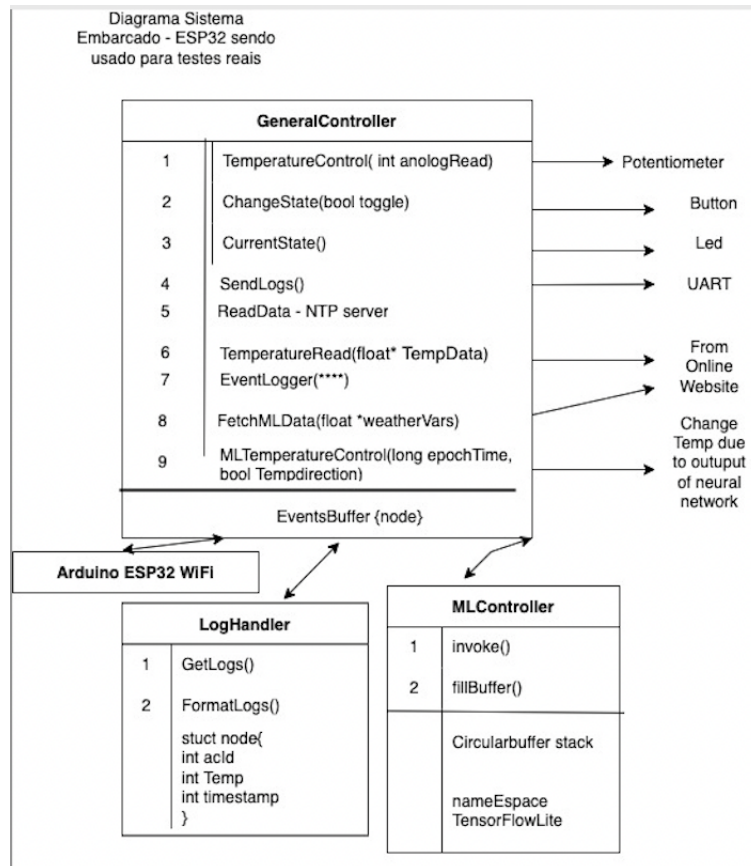 Diagrama Sistema
Embarcado - ESP32 sendo
usado para testes reais
GeneralController
1 TemperatureControl( int anologRead)
Potentiometer
2 ChangeState(bool toggle)
Button
3 CurrentState()
Led
4 SendLogs()
UART
5 ReadData - NTP server
6 TemperatureRead(float* TempData)
From
Online
Website
7 EventLogger(****)
8 FetchMLData(float *weatherVars)
9 MLTemperatureControl(long epochTime,
bool Tempdirection)
Change
Temp due
to outuput
of neural
network
EventsBuffer {node}
Arduino ESP32 WiFi
LogHandler
1 GetLogs()
2 FormatLogs()
stuct node{
int acId
int Temp
int timestamp
}
MLController
1 invoke()
2 fillBuffer()
Circularbuffer stack
nameEspace
TensorFlowLite